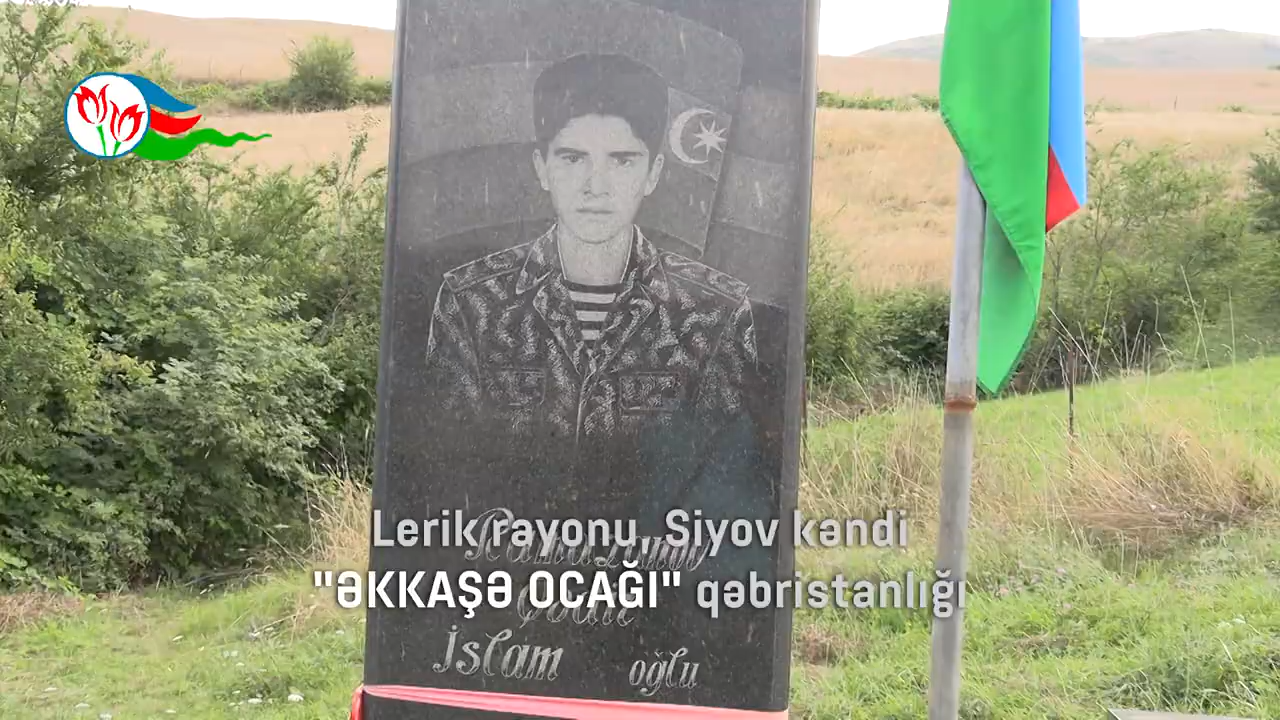 Lerik rayonu, Siyov kəndi
"ƏKKAŞƏ OCAĞI" qəbristanlığı
İslam oğlu